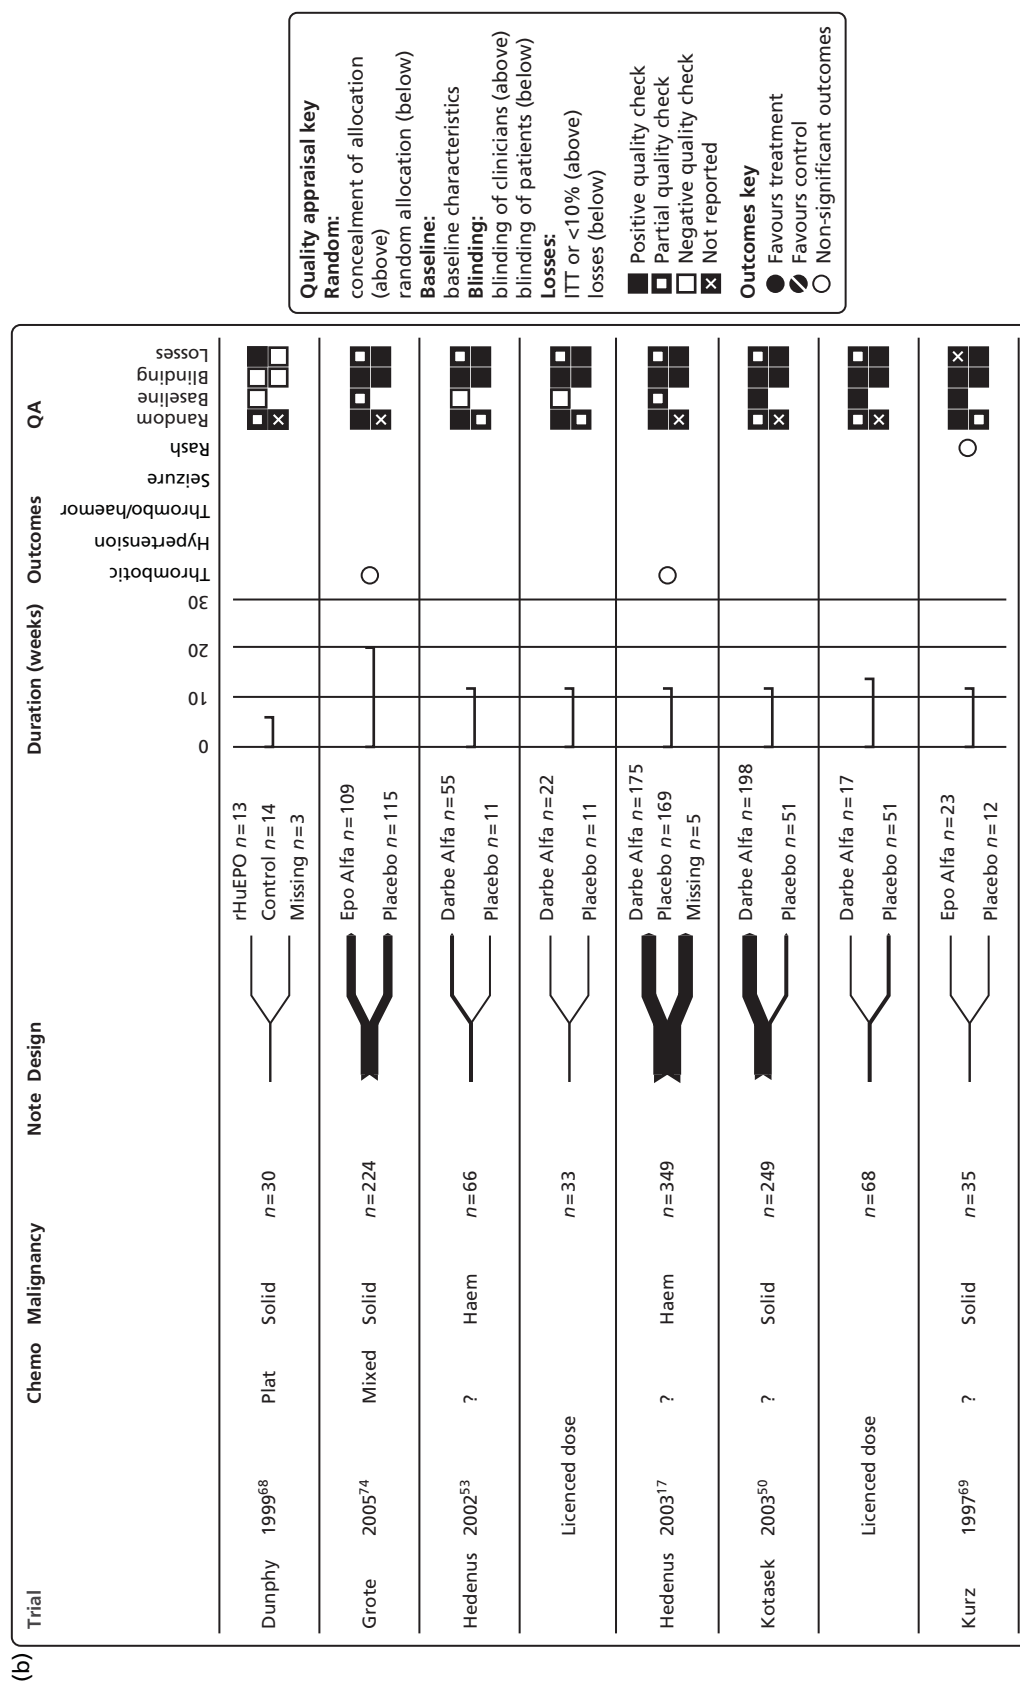 (b)
Trial Chemo Malignancy Note Design Duration (weeks) Outcomes QA
0 10 20 30 Thrombotic Hypertension Thrombo/haemor Seizure Rash Random Baseline Blinding Losses
Dunphy 1999⁶⁸ Plat Solid n=30 rHuEPO n=13
Control n=14
Missing n=3
Grote 2005⁷⁴ Mixed Solid n=224 Epo Alfa n=109
Placebo n=115
Hedenus 2002⁵³ ? Haem n=66 Darbe Alfa n=55
Placebo n=11
Licenced dose n=33 Darbe Alfa n=22
Placebo n=11
Hedenus 2003¹⁷ ? Haem n=349 Darbe Alfa n=175
Placebo n=169
Missing n=5
Kotasek 2003⁵⁰ ? Solid n=249 Darbe Alfa n=198
Placebo n=51
Licenced dose n=68 Darbe Alfa n=17
Placebo n=51
Kurz 1997⁶⁹ ? Solid n=35 Epo Alfa n=23
Placebo n=12
Quality appraisal key
Random:
concealment of allocation
(above)
random allocation (below)
Baseline:
baseline characteristics
Blinding:
blinding of clinicians (above)
blinding of patients (below)
Losses:
ITT or <10% (above)
losses (below)
Positive quality check
Partial quality check
Negative quality check
Not reported
Outcomes key
Favours treatment
Favours control
Non-significant outcomes